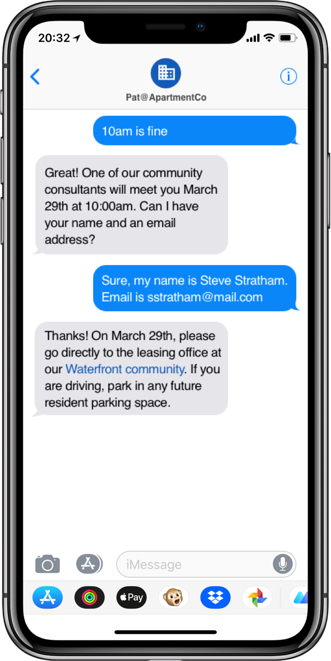 20:32
Pat@ApartmentCo
10am is fine
Great! One of our community
consultants will meet you March
29th at 10:00am. Can I have
your name and an email
address?
Sure, my name is Steve Stratham.
Email is sstratham@mail.com
Thanks! On March 29th, please
go directly to the leasing office at
our Waterfront community. If you
are driving, park in any future
resident parking space.
iMessage
Pay